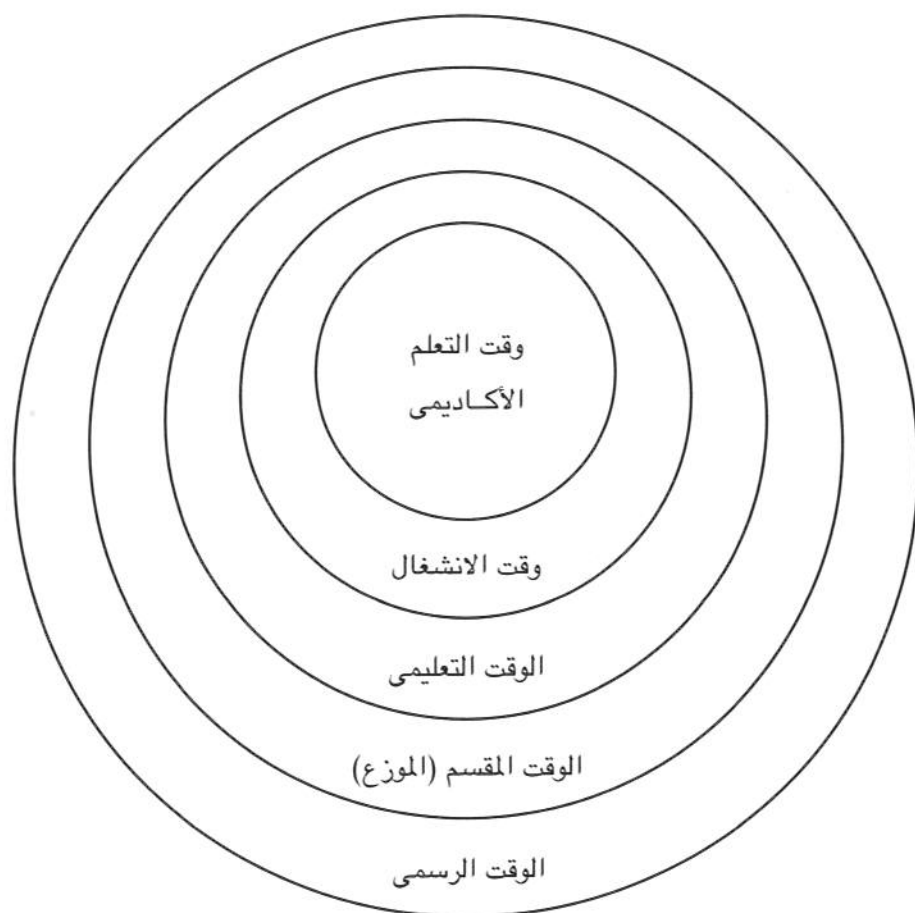 وقت التعلم
الأكـاديمى
وقت الانشغال
الوقت التعليمى
الوقت المقسم (الموزع)
الوقت الرسمى